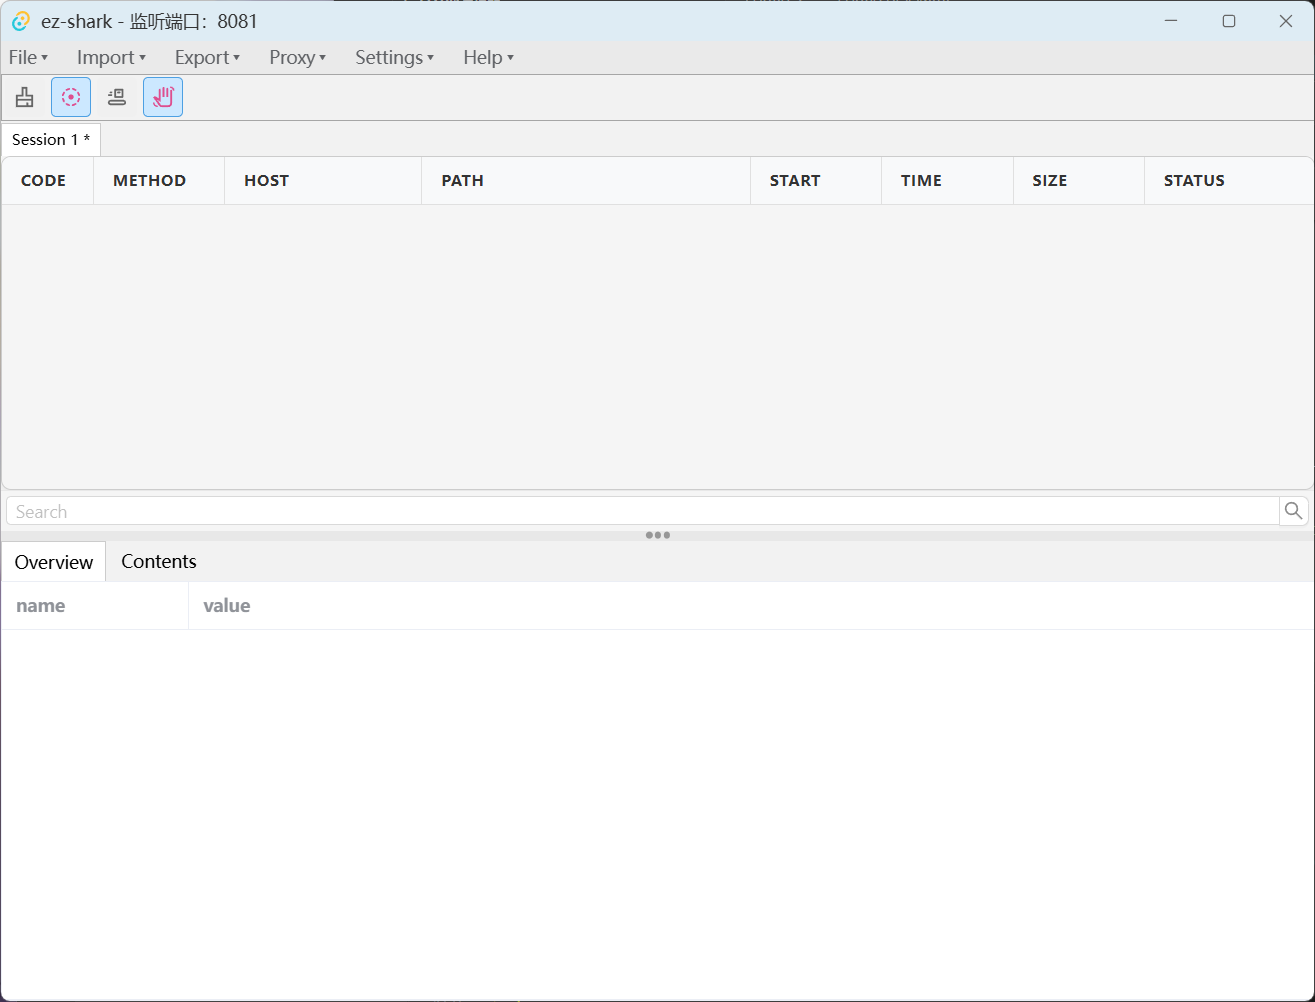 ez-shark - 监听端口：8081
File Import Export Proxy Settings Help
Session 1 *
CODE METHOD HOST PATH START TIME SIZE STATUS
Search
Overview Contents
name value